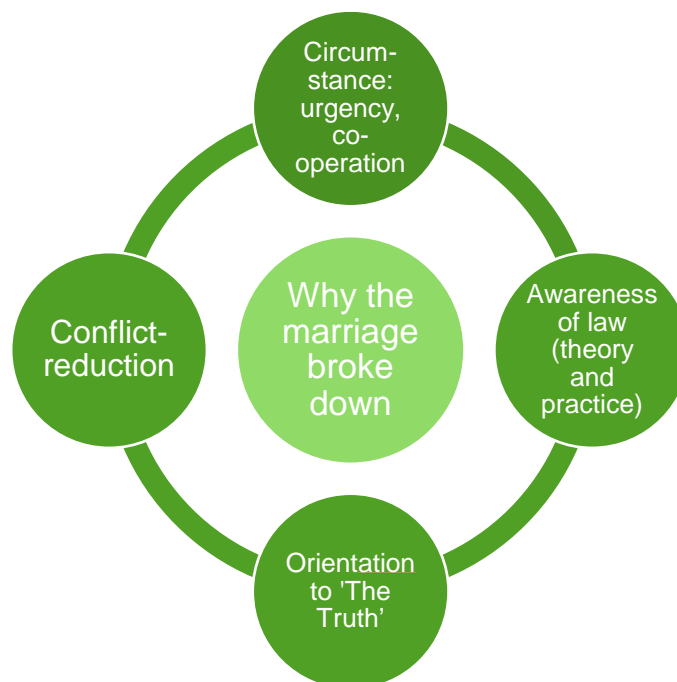 Circum-
stance:
urgency,
co-
operation
Why the
marriage
broke
down
Awareness
of law
(theory
and
practice)
Orientation
to 'The
Truth’
Conflict-
reduction